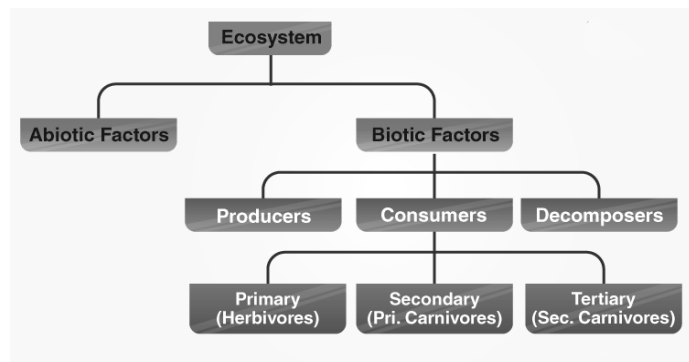 Ecosystem
Abiotic Factors
Biotic Factors
Producers
Consumers
Decomposers
Primary
(Herbivores)
Secondary
(Pri. Carnivores)
Tertiary
(Sec. Carnivores)